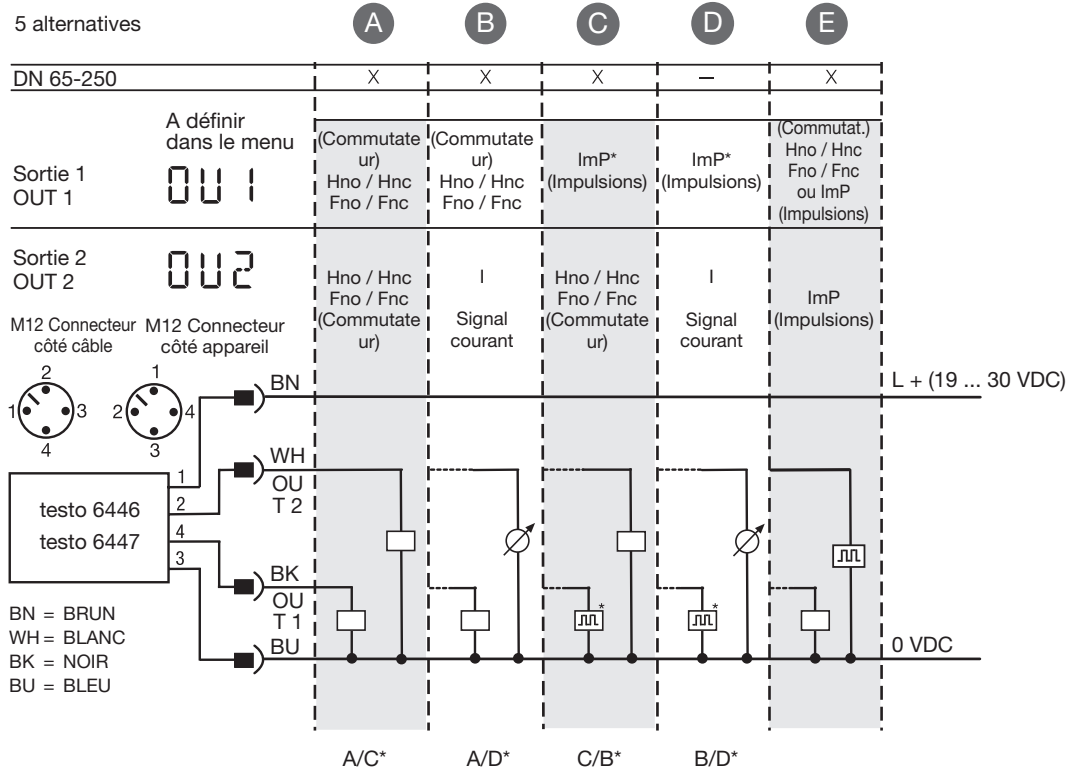 5 alternatives
A B C D E
DN 65-250 X X X – X
A définir
dans le menu
Sortie 1
OUT 1
OU1
(Commutate
ur)
Hno / Hnc
Fno / Fnc
(Commutate
ur)
Hno / Hnc
Fno / Fnc
ImP*
(Impulsions)
ImP*
(Impulsions)
(Commutat.)
Hno / Hnc
Fno / Fnc
ou ImP
(Impulsions)
Sortie 2
OUT 2
OU2
Hno / Hnc
Fno / Fnc
(Commutate
ur)
I
Signal
courant
Hno / Hnc
Fno / Fnc
(Commutate
ur)
I
Signal
courant
ImP
(Impulsions)
M12 Connecteur
côté câble
M12 Connecteur
côté appareil
2
1 3
4
1
2 4
3
BN
L + (19 ... 30 VDC)
WH
OU
T 2
testo 6446
testo 6447
1
2
4
3
BK
OU
T 1
BU
*
*
0 VDC
BN = BRUN
WH = BLANC
BK = NOIR
BU = BLEU
A/C* A/D* C/B* B/D*